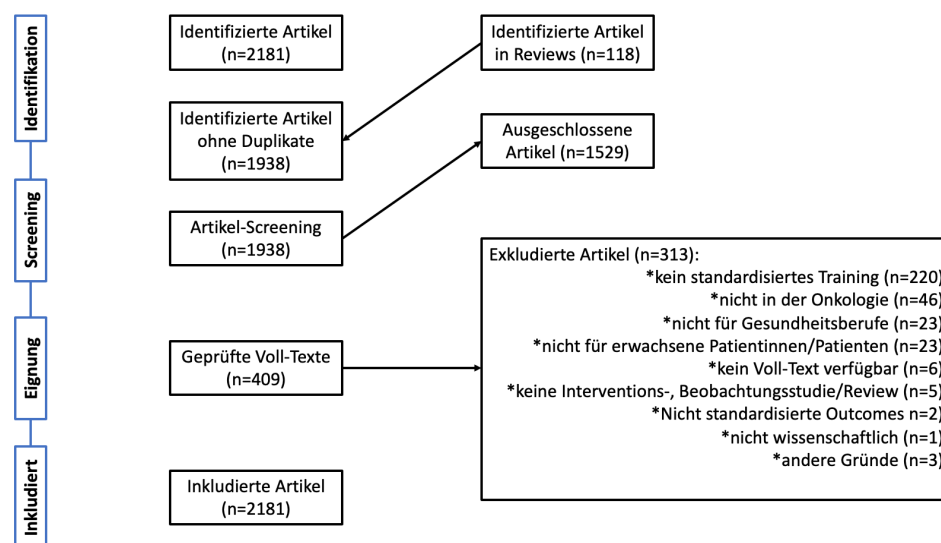 Identifikation
Identifizierte Artikel
(n=2181)
Identifizierte Artikel
in Reviews (n=118)
Identifizierte Artikel
ohne Duplikate
(n=1938)
Ausgeschlossene
Artikel (n=1529)
Screening
Artikel-Screening
(n=1938)
Eignung
Geprüfte Voll-Texte
(n=409)
Exkludierte Artikel (n=313):
*kein standardisiertes Training (n=220)
*nicht in der Onkologie (n=46)
*nicht für Gesundheitsberufe (n=23)
*nicht für erwachsene Patientinnen/Patienten (n=23)
*kein Voll-Text verfügbar (n=6)
*keine Interventions-, Beobachtungsstudie/Review (n=5)
*Nicht standardisierte Outcomes n=2)
*nicht wissenschaftlich (n=1)
*andere Gründe (n=3)
Inkludiert
Inkludierte Artikel
(n=2181)